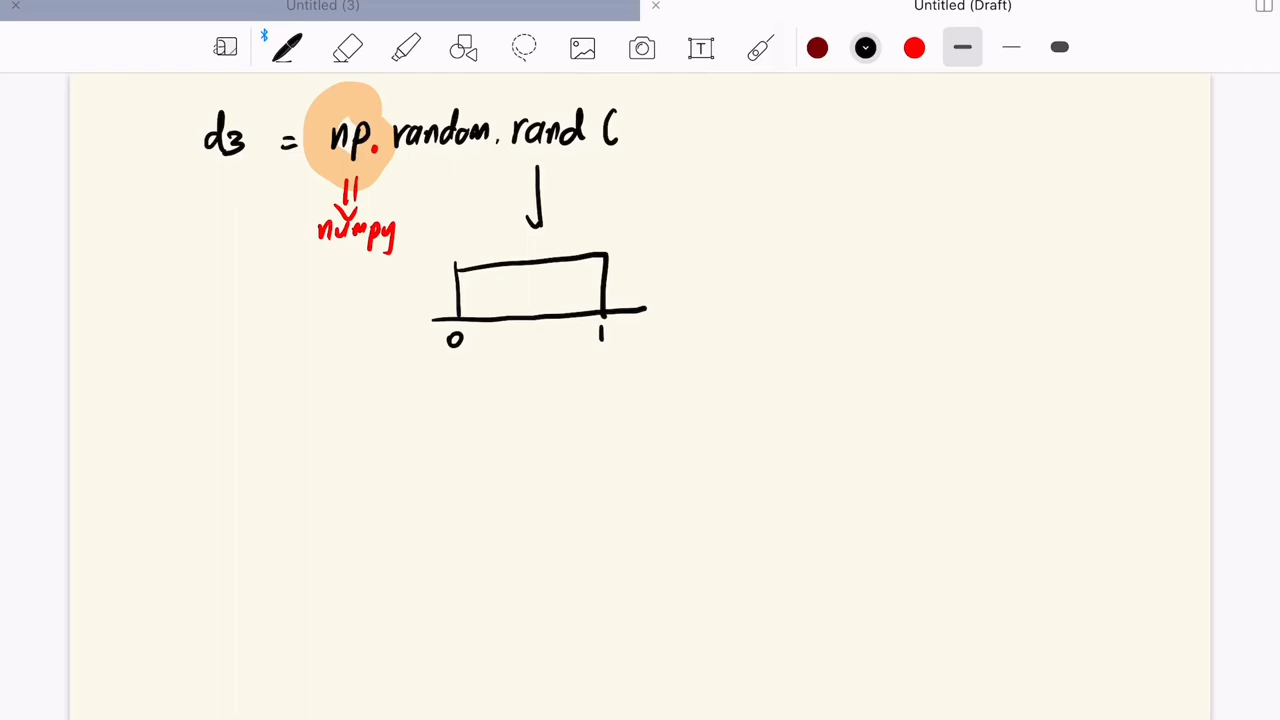 Untitled (3)
Untitled (Draft)
T
d3 = np. random. rand (
numpy
0 1